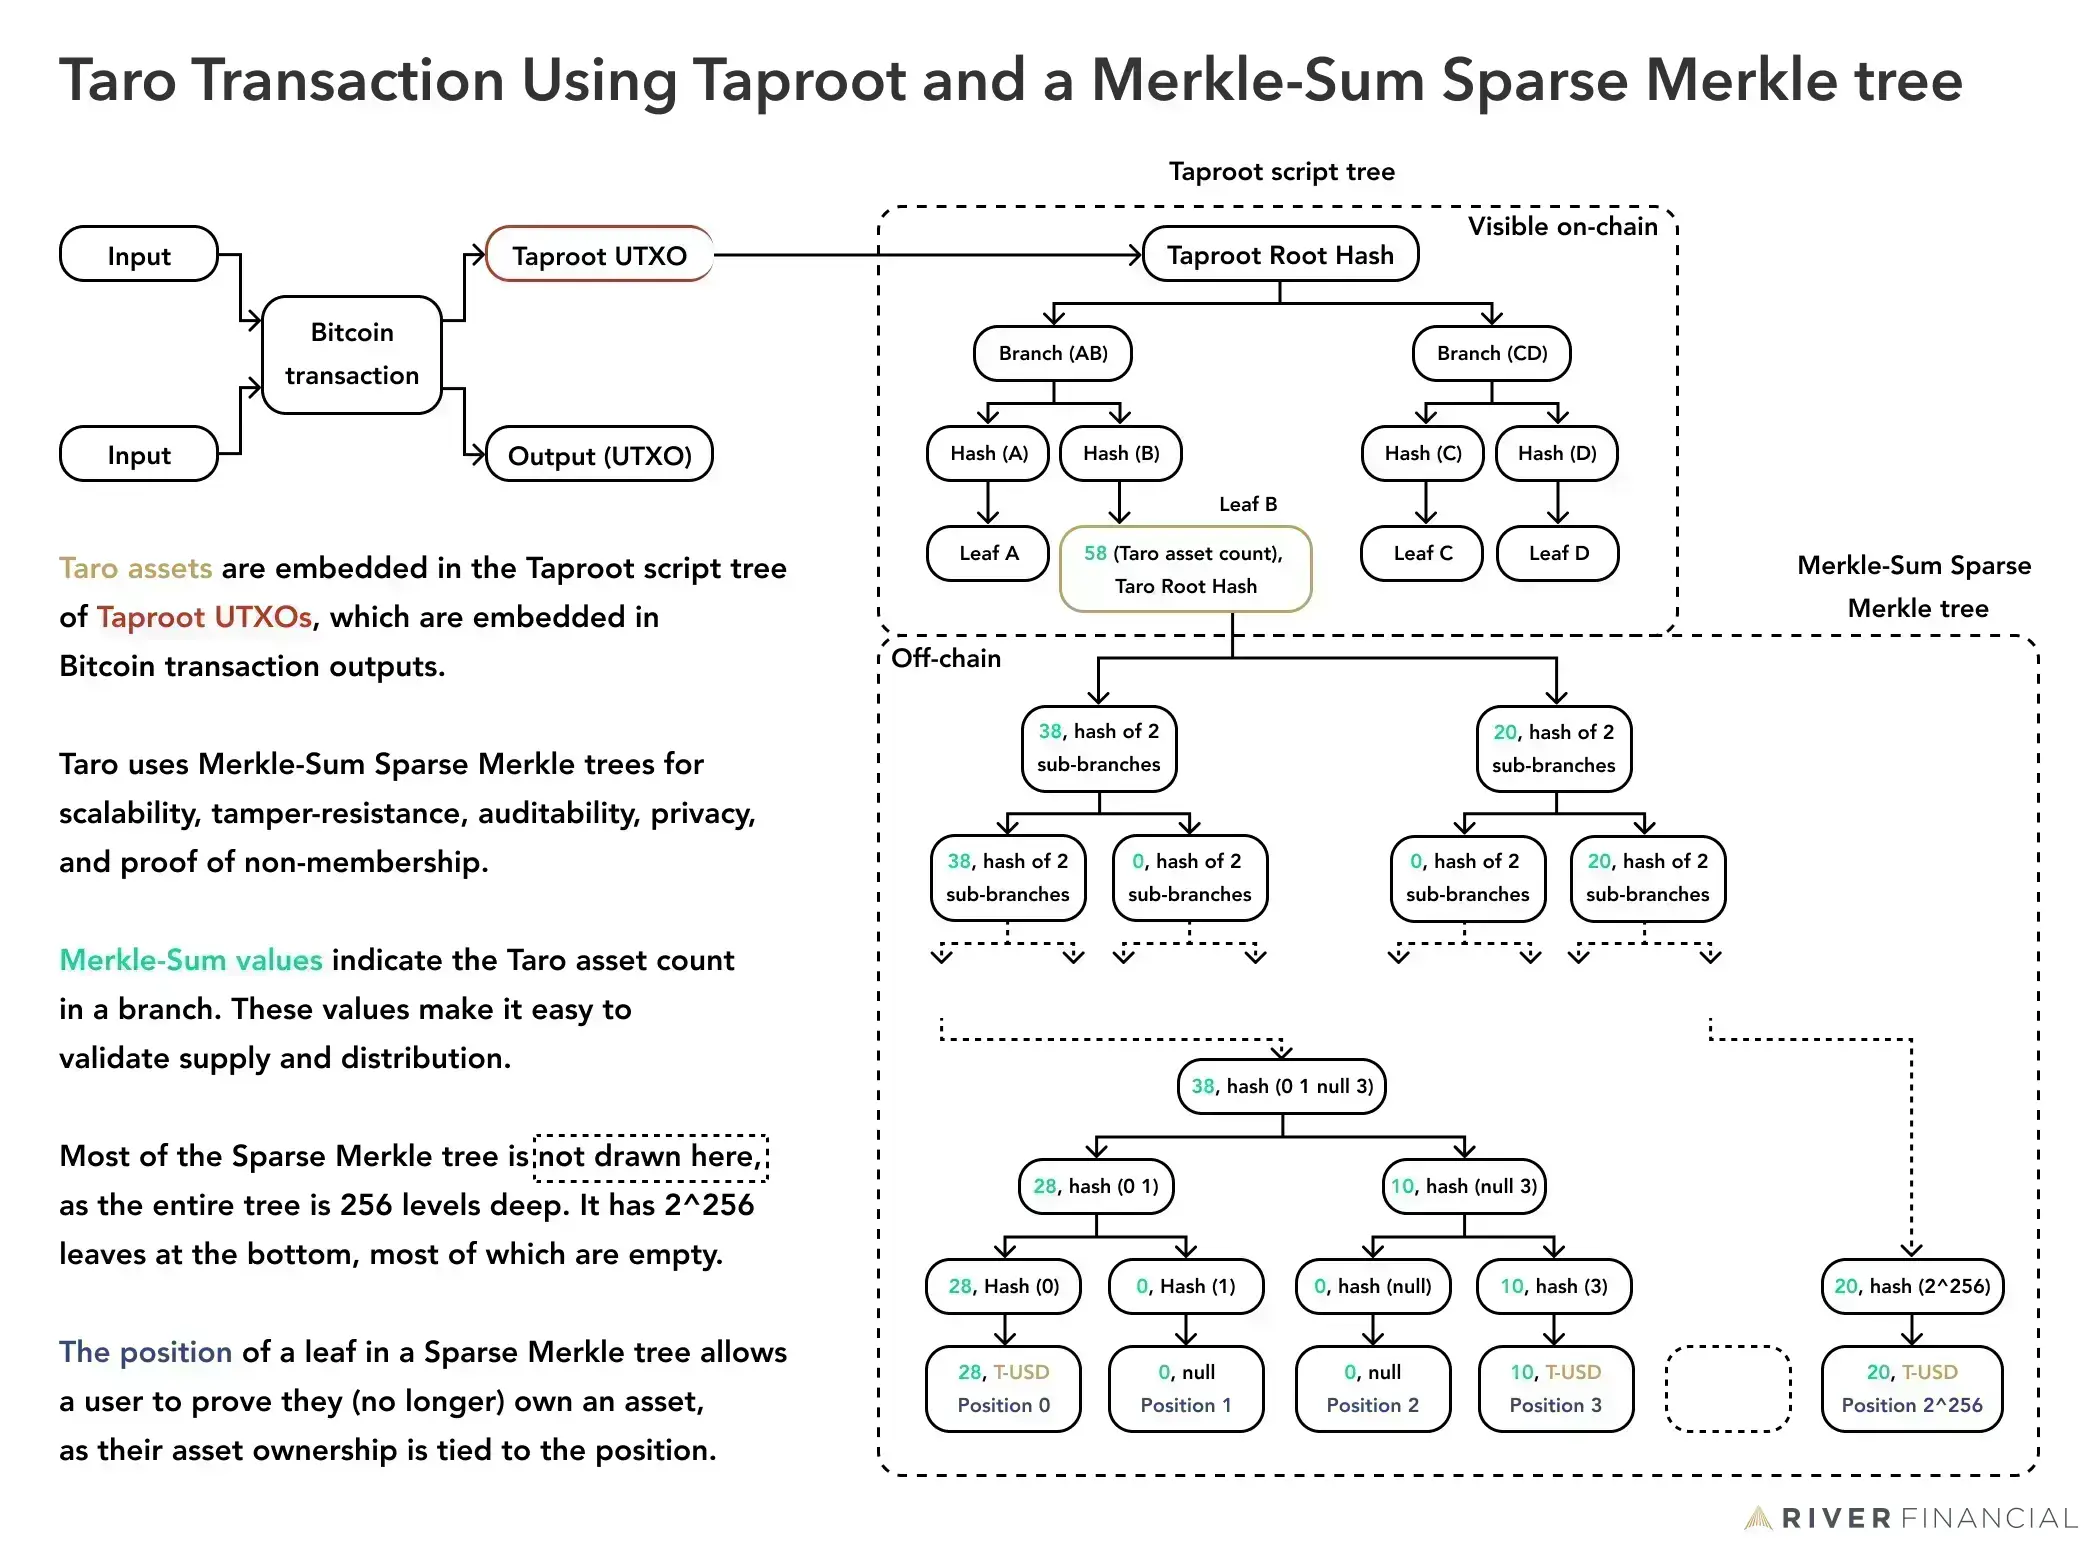 Taro Transaction Using Taproot and a Merkle-Sum Sparse Merkle tree
Input
Input
Bitcoin
transaction
Taproot UTXO
Output (UTXO)
Taro assets are embedded in the Taproot script tree
of Taproot UTXOs, which are embedded in
Bitcoin transaction outputs.
Taro uses Merkle-Sum Sparse Merkle trees for
scalability, tamper-resistance, auditability, privacy,
and proof of non-membership.
Merkle-Sum values indicate the Taro asset count
in a branch. These values make it easy to
validate supply and distribution.
Most of the Sparse Merkle tree is not drawn here,
as the entire tree is 256 levels deep. It has 2^256
leaves at the bottom, most of which are empty.
The position of a leaf in a Sparse Merkle tree allows
a user to prove they (no longer) own an asset,
as their asset ownership is tied to the position.
Taproot script tree
Visible on-chain
Taproot Root Hash
Branch (AB)
Branch (CD)
Hash (A)
Hash (B)
Hash (C)
Hash (D)
Leaf B
Leaf A
58 (Taro asset count),
Taro Root Hash
Leaf C
Leaf D
Merkle-Sum Sparse
Merkle tree
Off-chain
38, hash of 2
sub-branches
20, hash of 2
sub-branches
38, hash of 2
sub-branches
0, hash of 2
sub-branches
0, hash of 2
sub-branches
20, hash of 2
sub-branches
38, hash (0 1 null 3)
28, hash (0 1)
10, hash (null 3)
28, Hash (0)
0, Hash (1)
0, hash (null)
10, hash (3)
20, hash (2^256)
28, T-USD
Position 0
0, null
Position 1
0, null
Position 2
10, T-USD
Position 3
20, T-USD
Position 2^256
RIVER FINANCIAL